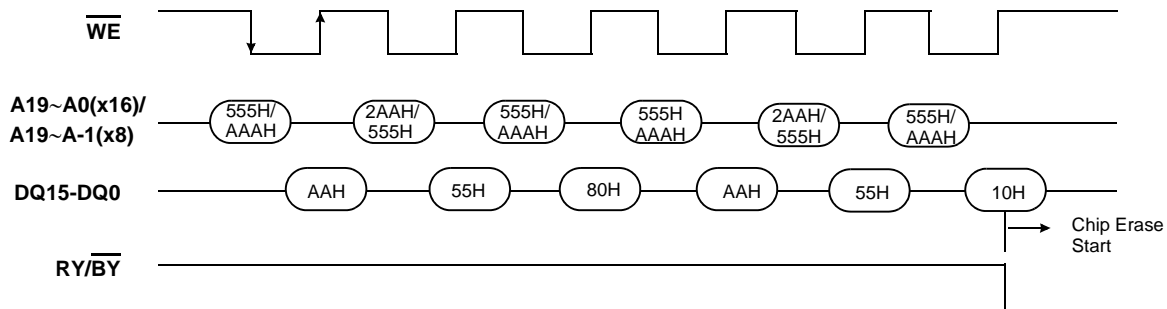 WE
A19~A0(x16)/
A19~A-1(x8)
555H/
AAAH
2AAH/
555H
555H/
AAAH
555H
AAAH
2AAH/
555H
555H/
AAAH
DQ15-DQ0
AAH
55H
80H
AAH
55H
10H
Chip Erase
Start
RY/BY